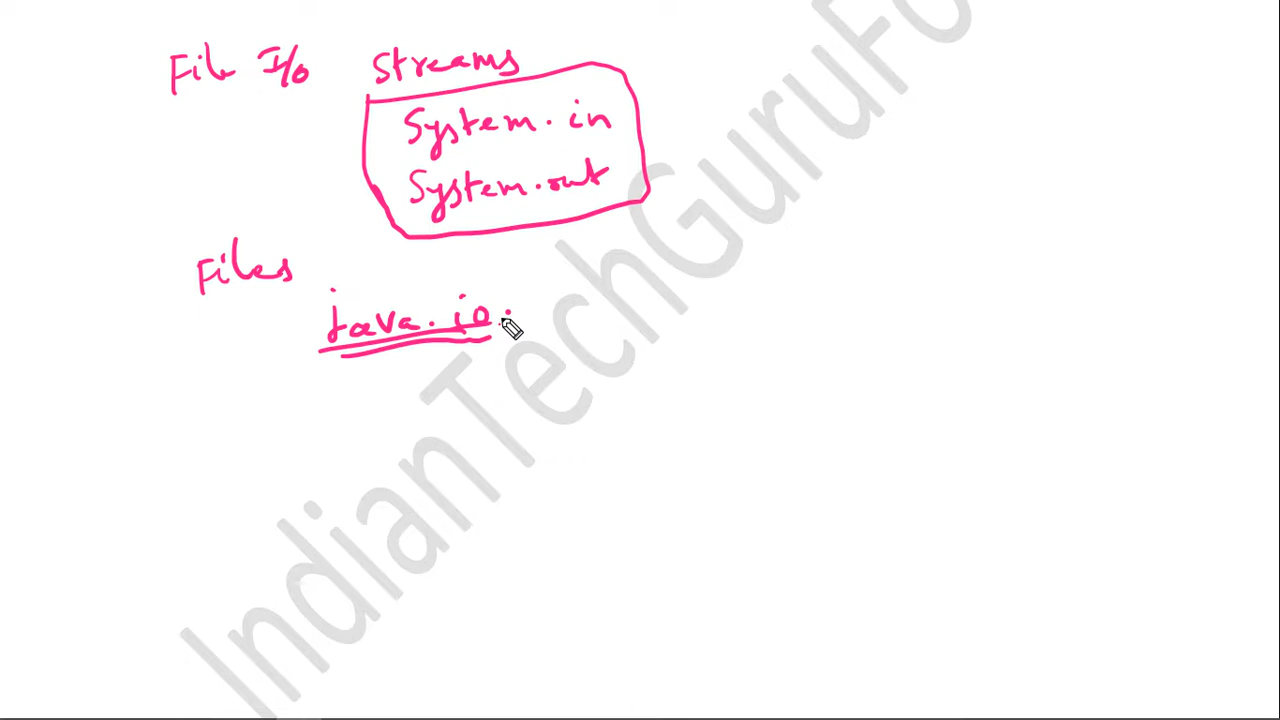 File I/O Streams
System.in
System.out
Files
java.io.
IndianTechGuruFo